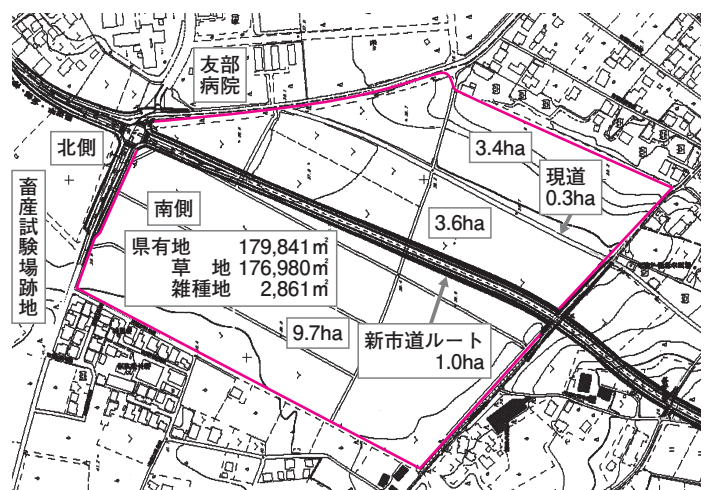 友部
病院
北側
3.4ha
現道
0.3ha
畜産試験場跡地
南側
3.6ha
県有地 179,841㎡
草 地 176,980㎡
雑種地 2,861㎡
9.7ha
新市道ルート
1.0ha